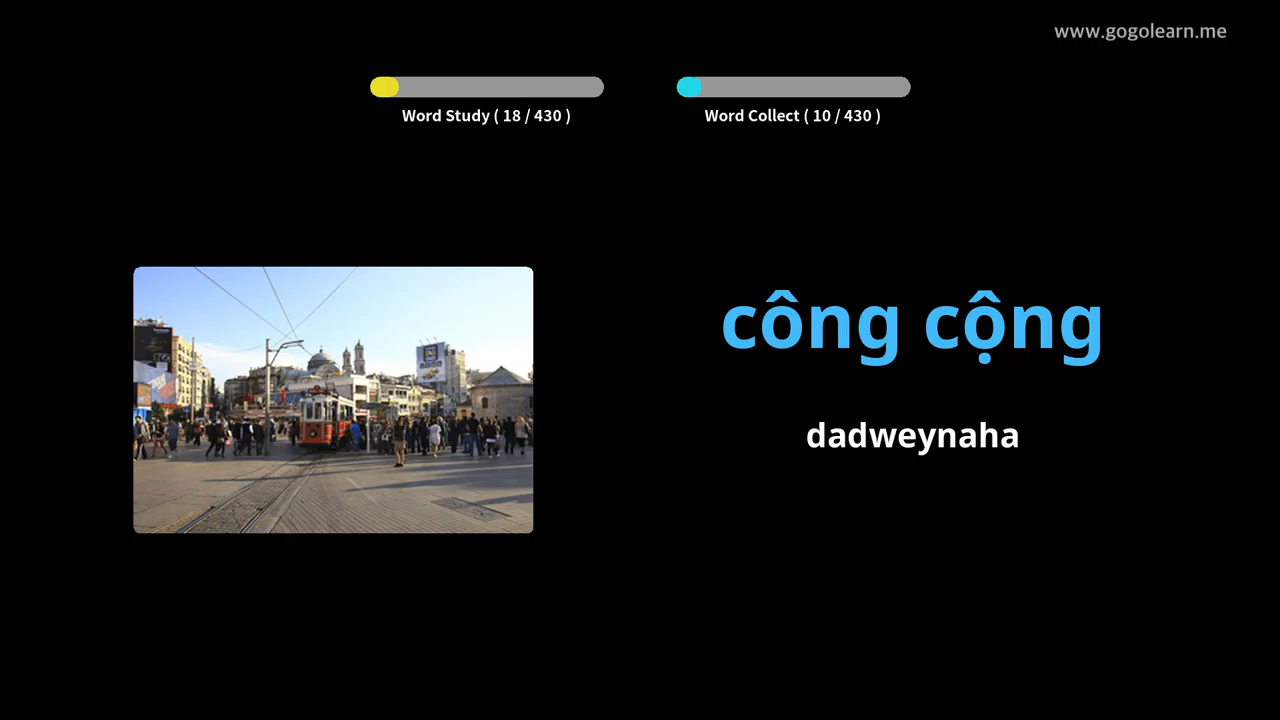 www.gogolearn.me
Word Study ( 18 / 430 )
Word Collect ( 10 / 430 )
công cộng
dadweynaha